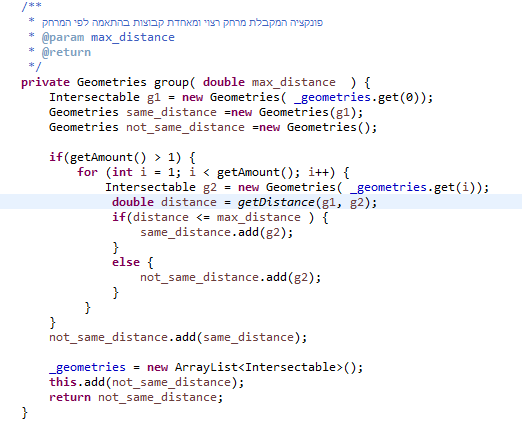 /**
 * פונקציה המקבלת מרחק רצוי ומאחדת קבוצות בהתאמה לפי המרחק
 * @param max_distance
 * @return
 */
private Geometries group( double max_distance  ) {
    Intersectable g1 = new Geometries( _geometries.get(0));
    Geometries same_distance =new Geometries(g1);
    Geometries not_same_distance =new Geometries();

    if(getAmount() > 1) {
        for (int i = 1; i < getAmount(); i++) {
            Intersectable g2 = new Geometries( _geometries.get(i));
             double distance = getDistance(g1, g2);
             if(distance <= max_distance ) {
                 same_distance.add(g2);
             }
             else {
                 not_same_distance.add(g2);
             }
         }
    }
    not_same_distance.add(same_distance);

    _geometries = new ArrayList<Intersectable>();
    this.add(not_same_distance);
    return not_same_distance;
}